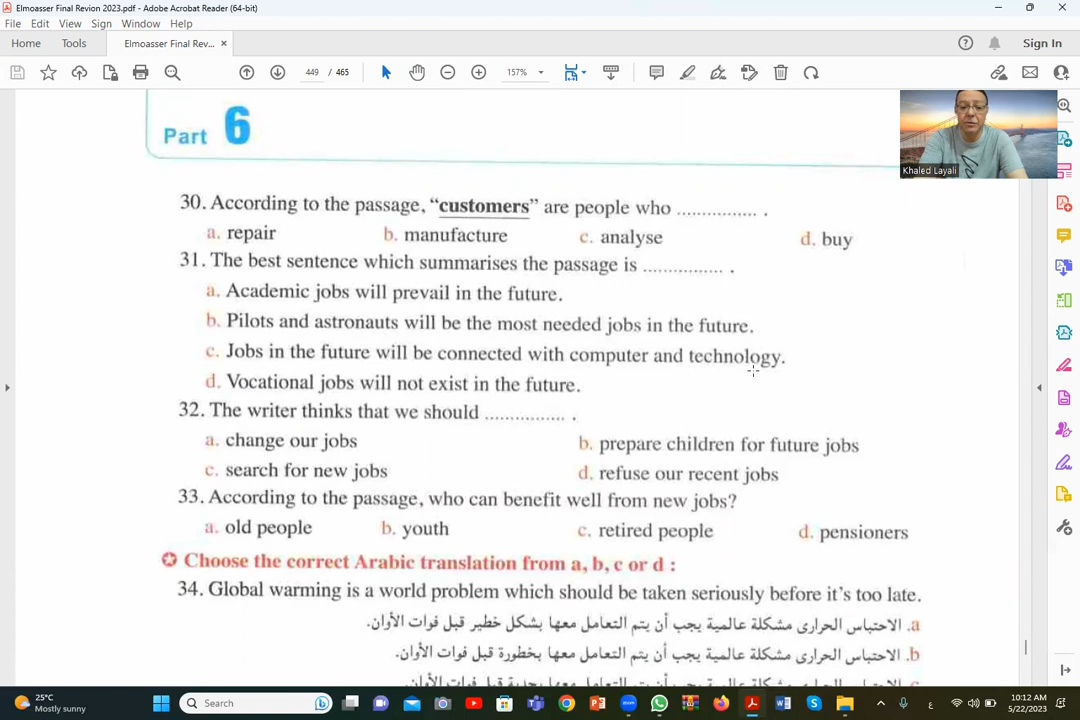 Elmoasser Final Revion 2023.pdf - Adobe Acrobat Reader (64-bit)
File Edit View Sign Window Help
Home Tools Elmoasser Final Rev... × Sign In
449 / 465 157%
Khaled Layali
Part 6
30. According to the passage, “customers” are people who ................ .
a. repair b. manufacture c. analyse d. buy
31. The best sentence which summarises the passage is ................ .
a. Academic jobs will prevail in the future.
b. Pilots and astronauts will be the most needed jobs in the future.
c. Jobs in the future will be connected with computer and technology.
d. Vocational jobs will not exist in the future.
32. The writer thinks that we should ................ .
a. change our jobs b. prepare children for future jobs
c. search for new jobs d. refuse our recent jobs
33. According to the passage, who can benefit well from new jobs?
a. old people b. youth c. retired people d. pensioners
✪ Choose the correct Arabic translation from a, b, c or d :
34. Global warming is a world problem which should be taken seriously before it’s too late.
a. الاحتباس الحرارى مشكلة عالمية يجب أن يتم التعامل معها بشكل خطير قبل فوات الأوان.
b. الاحتباس الحرارى مشكلة عالمية يجب أن يتم التعامل معها بخطورة قبل فوات الأوان.
25°C
Mostly sunny
Search
ع
10:12 AM
5/22/2023